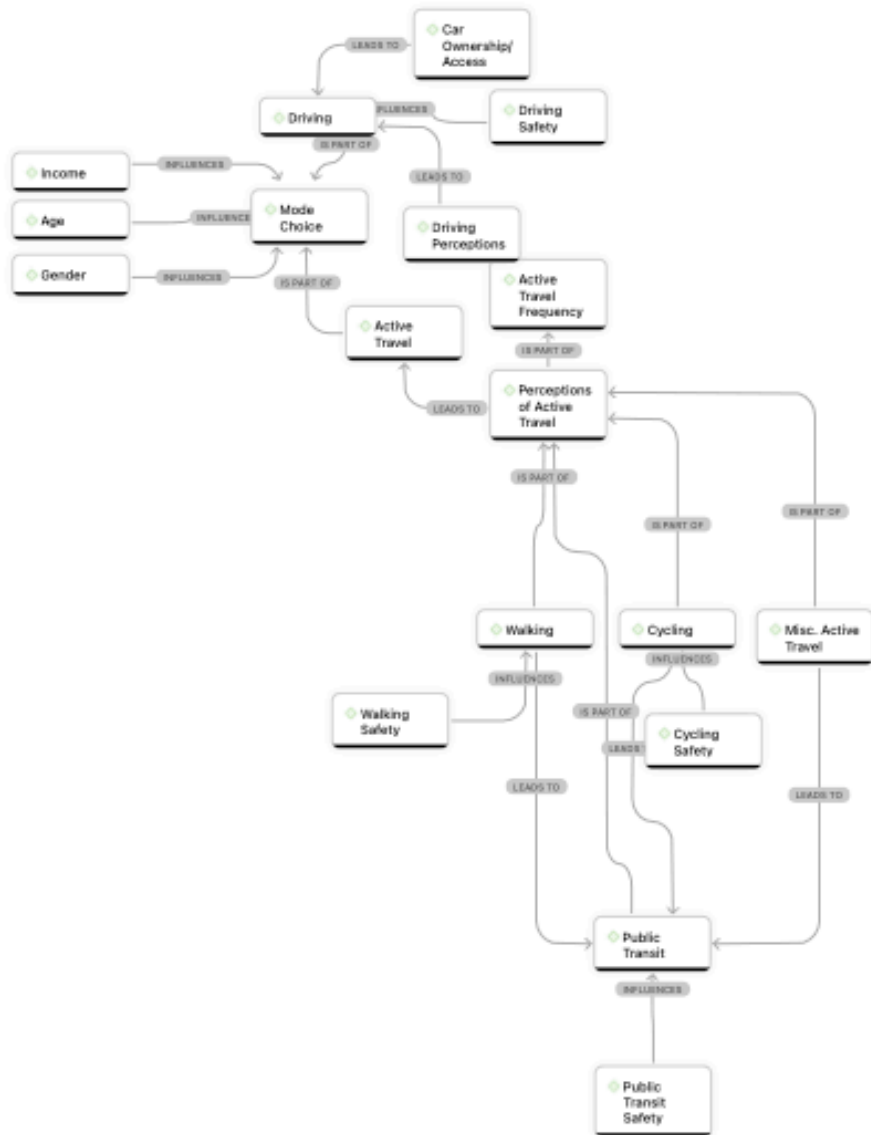 Car
Ownership/
Access
LEADS TO
Driving
FLUENCES
Driving
Safety
IS PART OF
Income
INFLUENCES
LEADS TO
Age
INFLUENCE
Mode
Choice
Driving
Perceptions
Gender
INFLUENCES
IS PART OF
Active
Travel
Frequency
Active
Travel
IS PART OF
Perceptions
of Active
Travel
LEADS TO
IS PART OF
IS PART OF
IS PART OF
Walking
Cycling
Misc. Active
Travel
INFLUENCES
INFLUENCES
Walking
Safety
IS PART OF
Cycling
Safety
LEADS
LEADS TO
LEADS TO
Public
Transit
INFLUENCES
Public
Transit
Safety